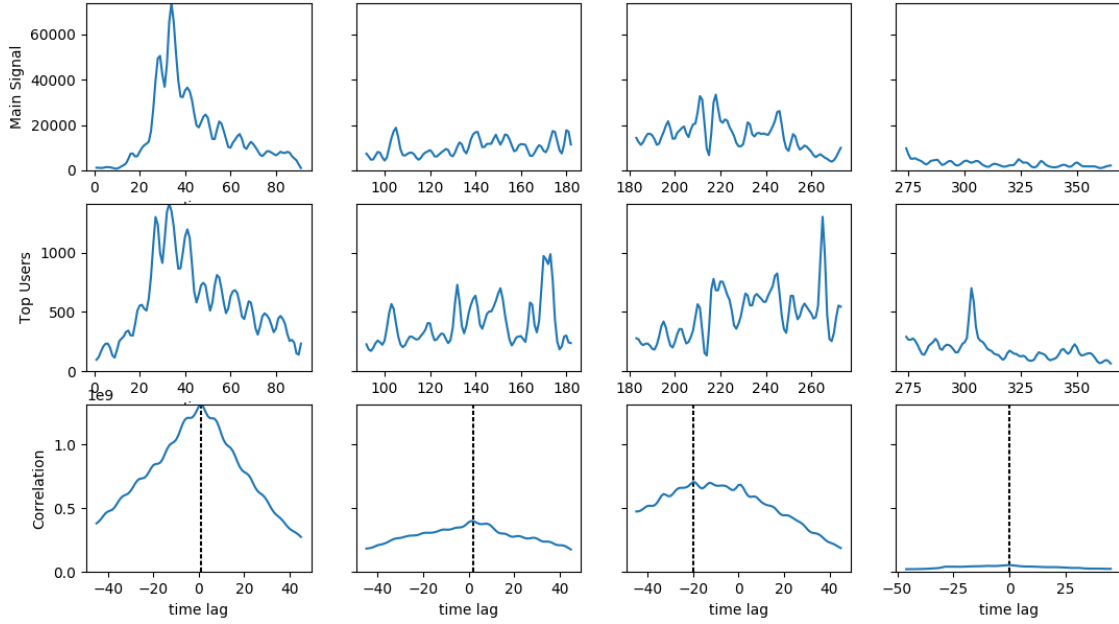 60000
40000
20000
0
Main Signal
0 20 40 60 80
100 120 140 160 180
180 200 220 240 260
275 300 325 350
1000
500
0
Top Users
0 20 40 60 80
100 120 140 160 180
180 200 220 240 260
275 300 325 350
1e9
1.0
0.5
0.0
Correlation
−40 −20 0 20 40
−40 −20 0 20 40
−40 −20 0 20 40
−50 −25 0 25
time lag
time lag
time lag
time lag